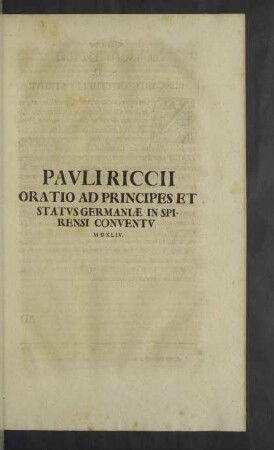 PAVLI RICCII
ORATIO AD PRINCIPES ET
STATVS GERMANIÆ IN SPI-
RENSI CONVENTV
MDXLIV.